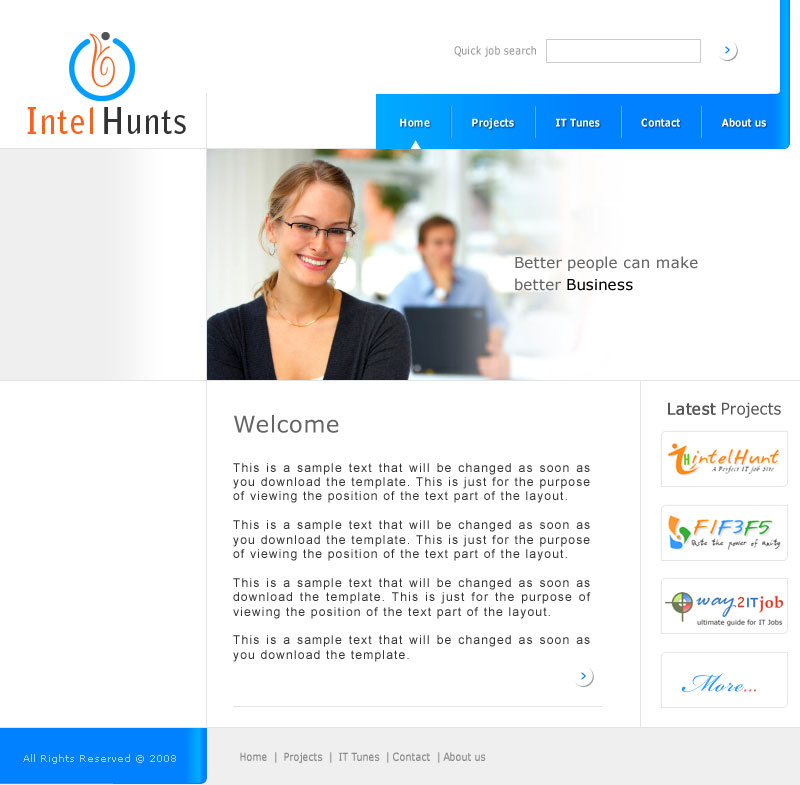 Quick job search
Intel Hunts
Home Projects IT Tunes Contact About us
Better people can make
better Business
Welcome
This is a sample text that will be changed as soon as
you download the template. This is just for the purpose
of viewing the position of the text part of the layout.
This is a sample text that will be changed as soon as
you download the template. This is just for the purpose
of viewing the position of the text part of the layout.
This is a sample text that will be changed as soon as
download the template. This is just for the purpose of
viewing the position of the text part of the layout.
This is a sample text that will be changed as soon as
you download the template.
Latest Projects
iH intelHunt
A Perfect IT job Site
F1F3F5
Unite the power of unity
way2ITjob
ultimate guide for IT Jobs
More...
All Rights Reserved © 2008
Home | Projects | IT Tunes | Contact | About us